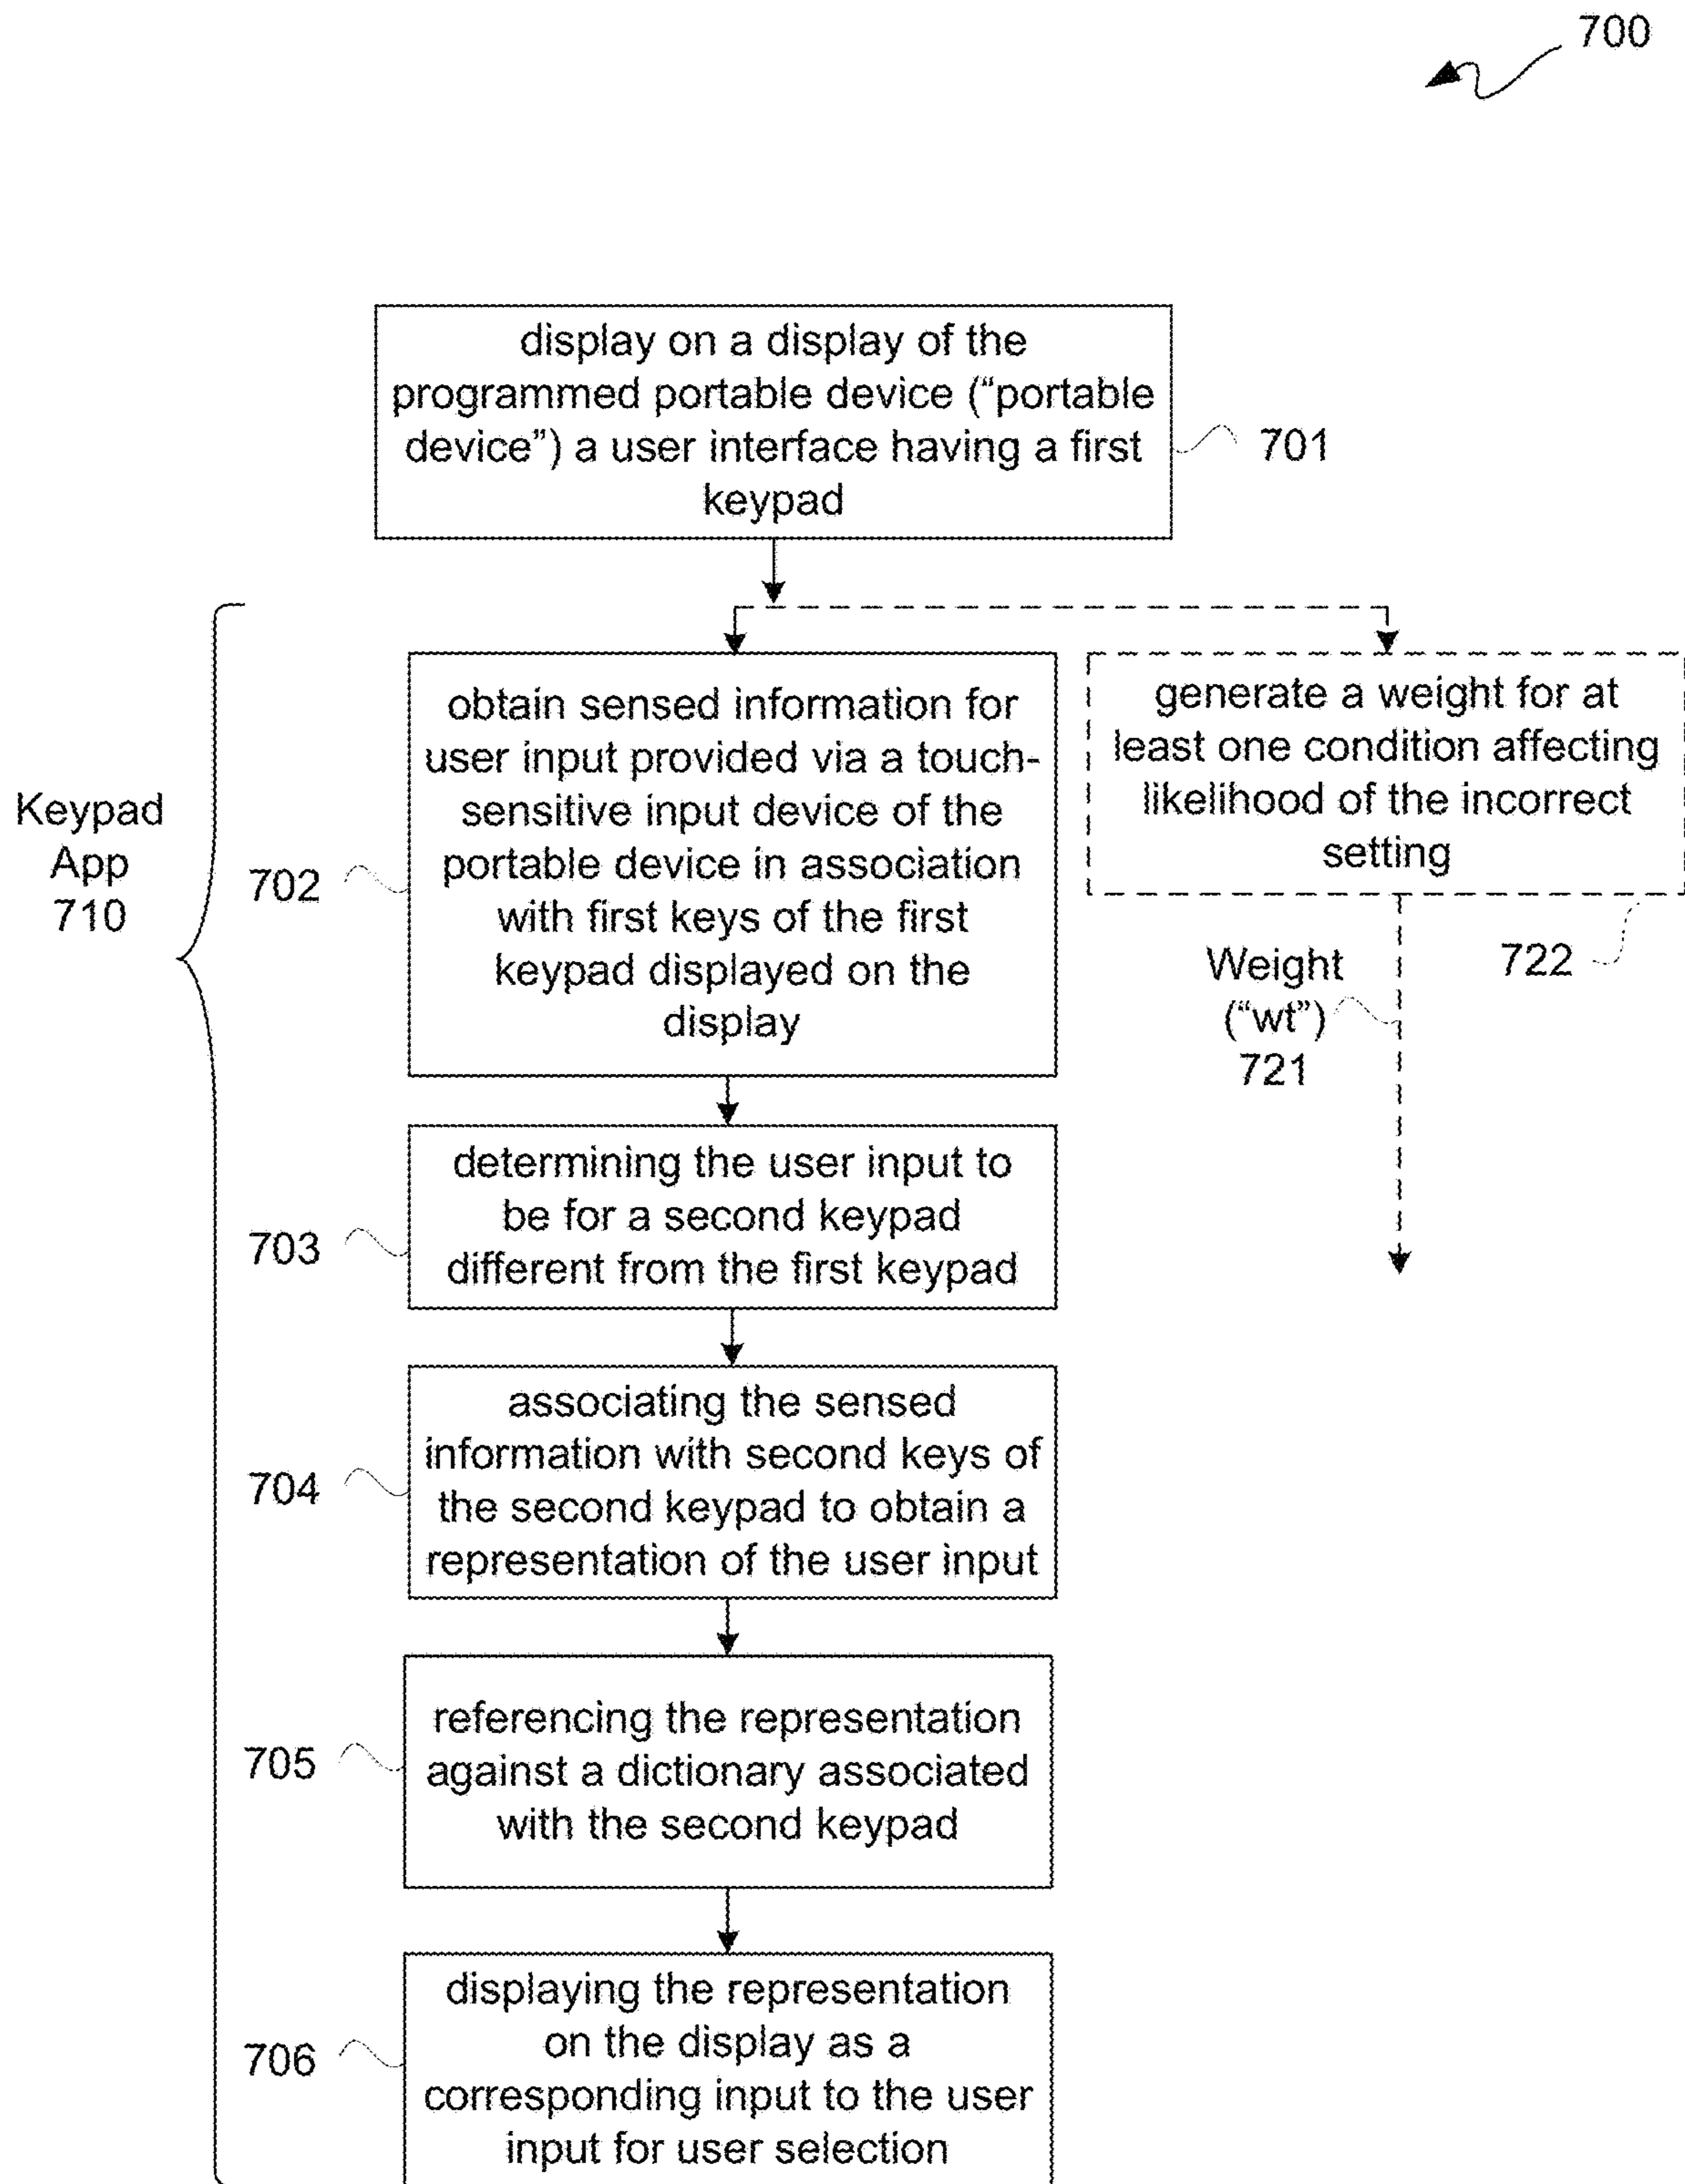 700
display on a display of the
programmed portable device (“portable
device”) a user interface having a first
keypad
701
Keypad
App
710
702
obtain sensed information for
user input provided via a touch-
sensitive input device of the
portable device in association
with first keys of the first
keypad displayed on the
display
generate a weight for at
least one condition affecting
likelihood of the incorrect
setting
722
Weight
(“wt”)
721
703
determining the user input to
be for a second keypad
different from the first keypad
704
associating the sensed
information with second keys of
the second keypad to obtain a
representation of the user input
705
referencing the representation
against a dictionary associated
with the second keypad
706
displaying the representation
on the display as a
corresponding input to the user
input for user selection